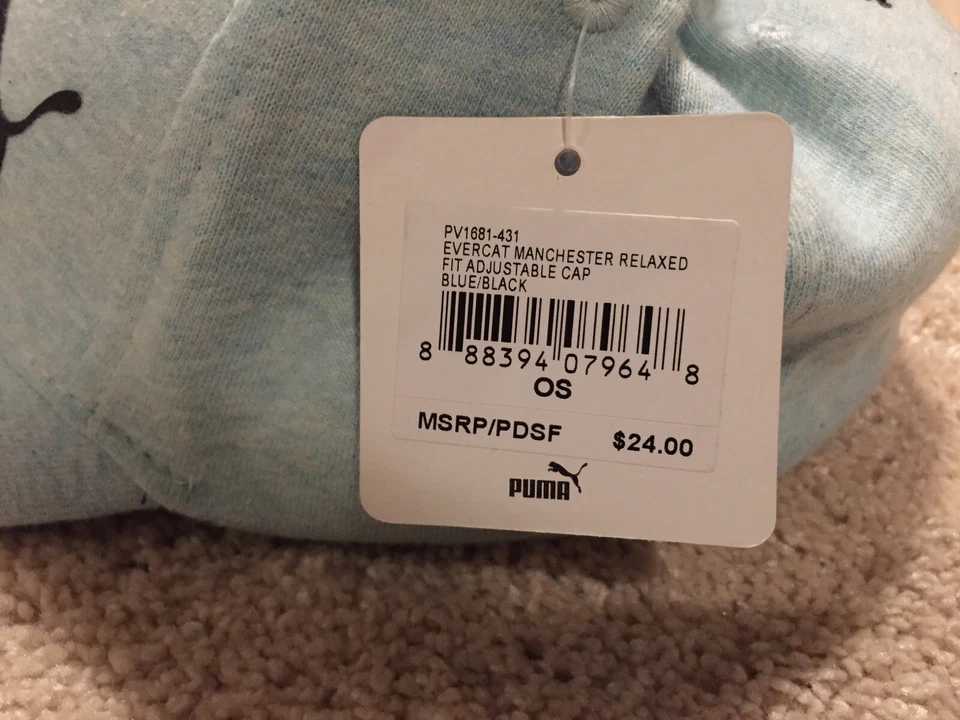 PV1681-431
EVERCAT MANCHESTER RELAXED
FIT ADJUSTABLE CAP
BLUE/BLACK
8 88394 07964 8
OS
MSRP/PDSF $24.00
PUMA